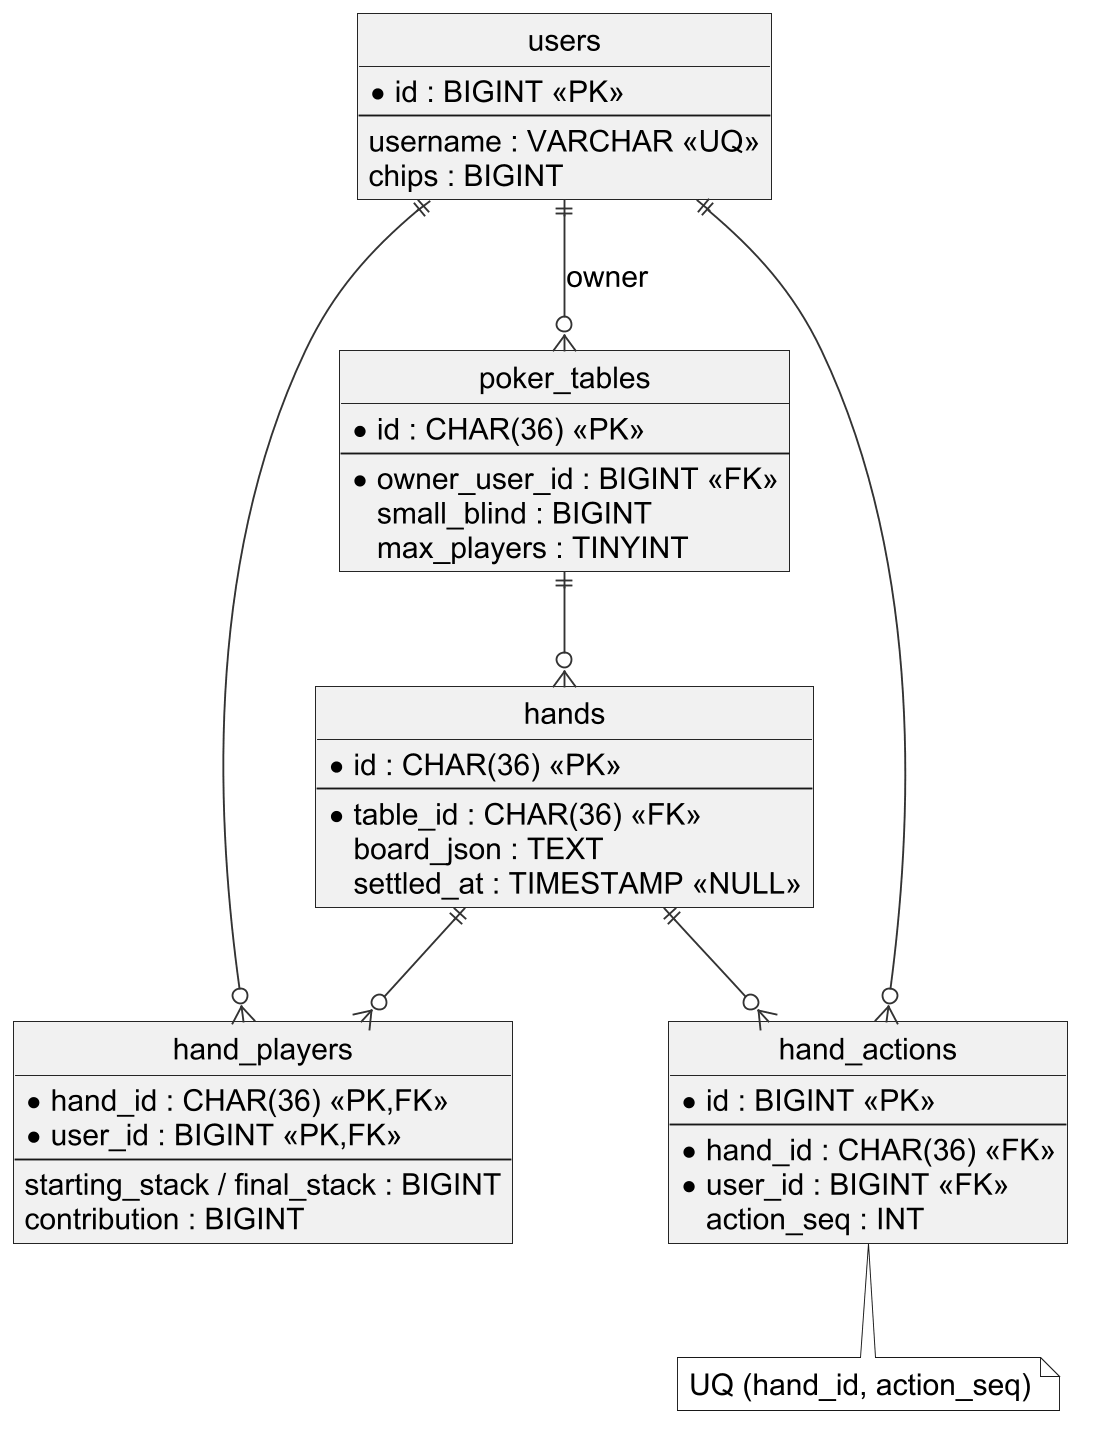 users
id : BIGINT «PK»
username : VARCHAR «UQ»
chips : BIGINT
owner
poker_tables
id : CHAR(36) «PK»
owner_user_id : BIGINT «FK»
small_blind : BIGINT
max_players : TINYINT
hands
id : CHAR(36) «PK»
table_id : CHAR(36) «FK»
board_json : TEXT
settled_at : TIMESTAMP «NULL»
hand_players
hand_id : CHAR(36) «PK,FK»
user_id : BIGINT «PK,FK»
starting_stack / final_stack : BIGINT
contribution : BIGINT
hand_actions
id : BIGINT «PK»
hand_id : CHAR(36) «FK»
user_id : BIGINT «FK»
action_seq : INT
UQ (hand_id, action_seq)